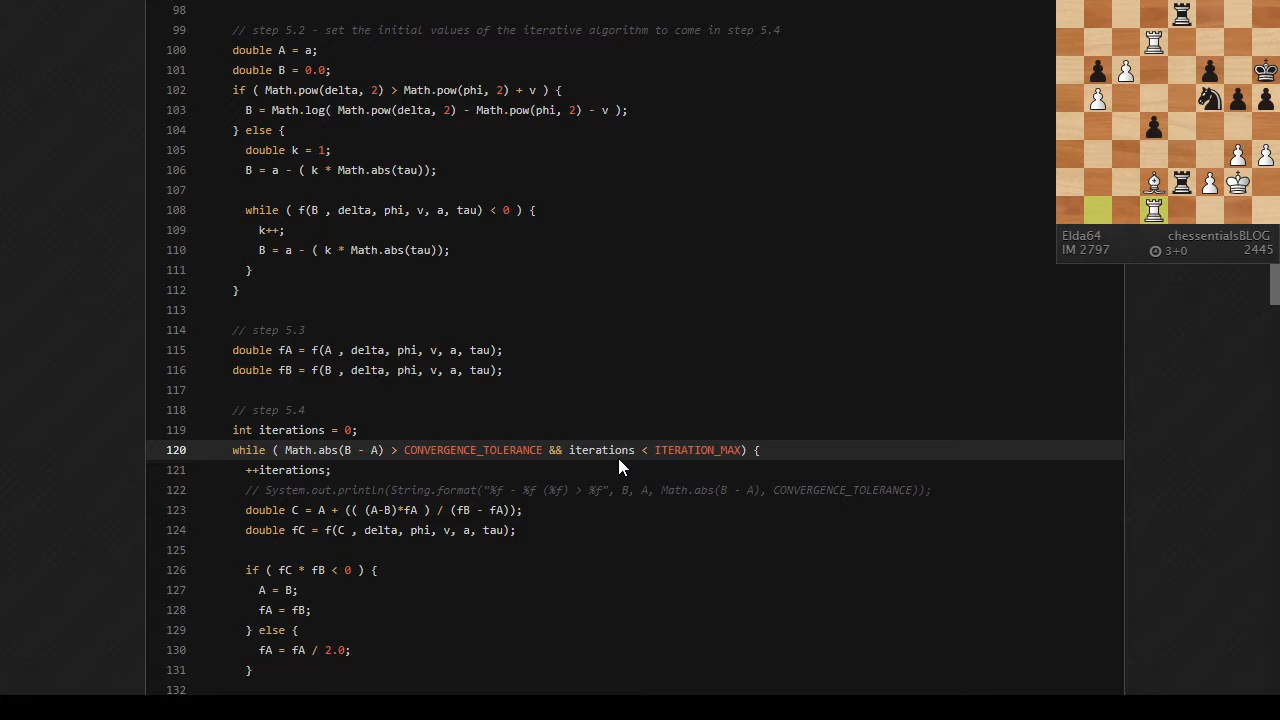 98
99 // step 5.2 - set the initial values of the iterative algorithm to come in step 5.4
100 double A = a;
101 double B = 0.0;
102 if ( Math.pow(delta, 2) > Math.pow(phi, 2) + v ) {
103 B = Math.log( Math.pow(delta, 2) - Math.pow(phi, 2) - v );
104 } else {
105 double k = 1;
106 B = a - ( k * Math.abs(tau));
107
108 while ( f(B , delta, phi, v, a, tau) < 0 ) {
109 k++;
110 B = a - ( k * Math.abs(tau));
111 }
112 }
113
114 // step 5.3
115 double fA = f(A , delta, phi, v, a, tau);
116 double fB = f(B , delta, phi, v, a, tau);
117
118 // step 5.4
119 int iterations = 0;
120 while ( Math.abs(B - A) > CONVERGENCE_TOLERANCE && iterations < ITERATION_MAX) {
121 ++iterations;
122 // System.out.println(String.format("%f - %f (%f) > %f", B, A, Math.abs(B - A), CONVERGENCE_TOLERANCE));
123 double C = A + (( (A-B)*fA ) / (fB - fA));
124 double fC = f(C , delta, phi, v, a, tau);
125
126 if ( fC * fB < 0 ) {
127 A = B;
128 fA = fB;
129 } else {
130 fA = fA / 2.0;
131 }
132
Elda64 chessentialsBLOG
IM 2797 3+0 2445